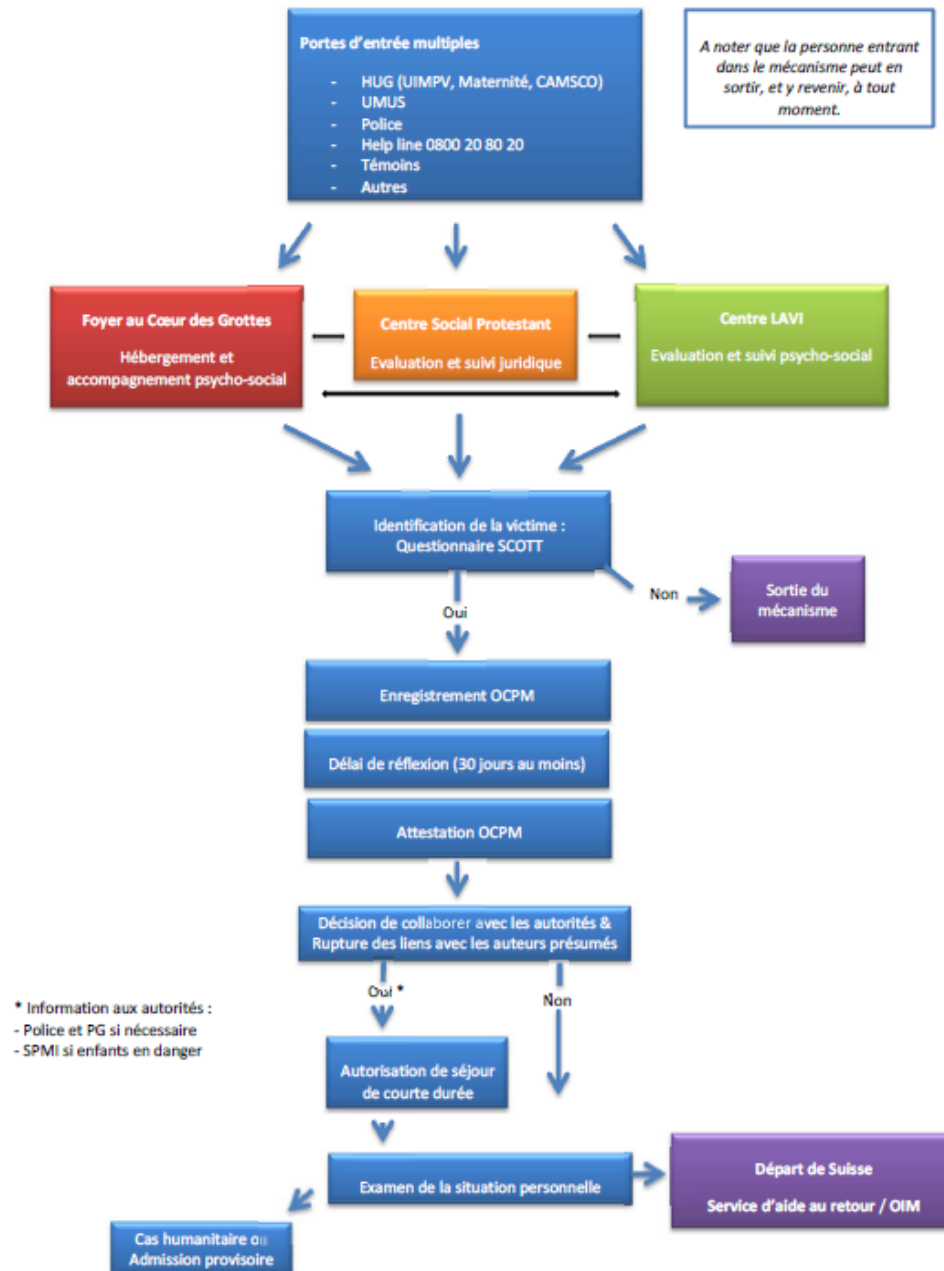 Portes d'entrée multiples
- HUG (UIMPV, Maternité, CAMSCO)
- UMUS
- Police
- Help line 0800 20 80 20
- Témoins
- Autres
A noter que la personne entrant
dans le mécanisme peut en
sortir, et y revenir, à tout
moment.
Foyer au Cœur des Grottes
Hébergement et
accompagnement psycho-social
Centre Social Protestant
Evaluation et suivi juridique
Centre LAVI
Evaluation et suivi psycho-social
Identification de la victime :
Questionnaire SCOTT
Non
Sortie du
mécanisme
Oui
Enregistrement OCPM
Délai de réflexion (30 jours au moins)
Attestation OCPM
Décision de collaborer avec les autorités &
Rupture des liens avec les auteurs présumés
Oui *
Non
* Information aux autorités :
- Police et PG si nécessaire
- SPMI si enfants en danger
Autorisation de séjour
de courte durée
Examen de la situation personnelle
Départ de Suisse
Service d'aide au retour / OIM
Cas humanitaire ou
Admission provisoire